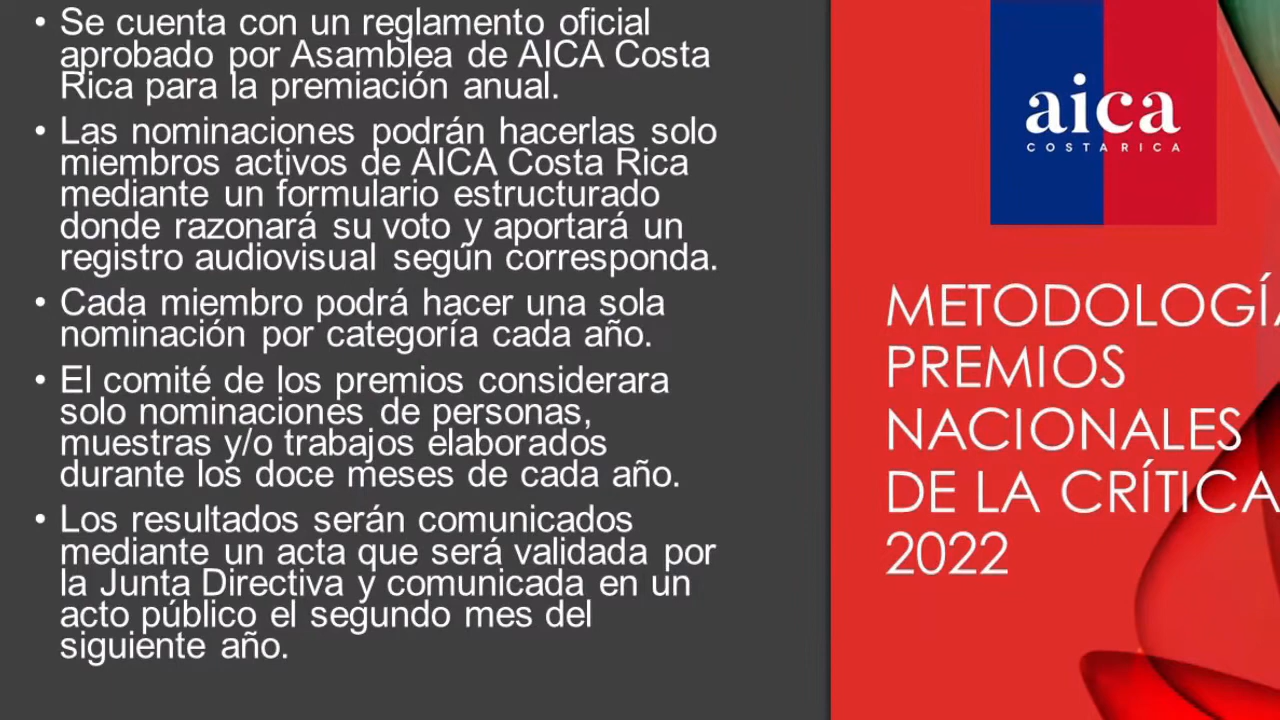 • Se cuenta con un reglamento oficial
aprobado por Asamblea de AICA Costa
Rica para la premiación anual.
• Las nominaciones podrán hacerlas solo
miembros activos de AICA Costa Rica
mediante un formulario estructurado
donde razonará su voto y aportará un
registro audiovisual según corresponda.
• Cada miembro podrá hacer una sola
nominación por categoría cada año.
• El comité de los premios considerara
solo nominaciones de personas,
muestras y/o trabajos elaborados
durante los doce meses de cada año.
• Los resultados serán comunicados
mediante un acta que será validada por
la Junta Directiva y comunicada en un
acto público el segundo mes del
siguiente año.
aica
COSTARICA
METODOLOGÍA
PREMIOS
NACIONALES
DE LA CRÍTICA
2022